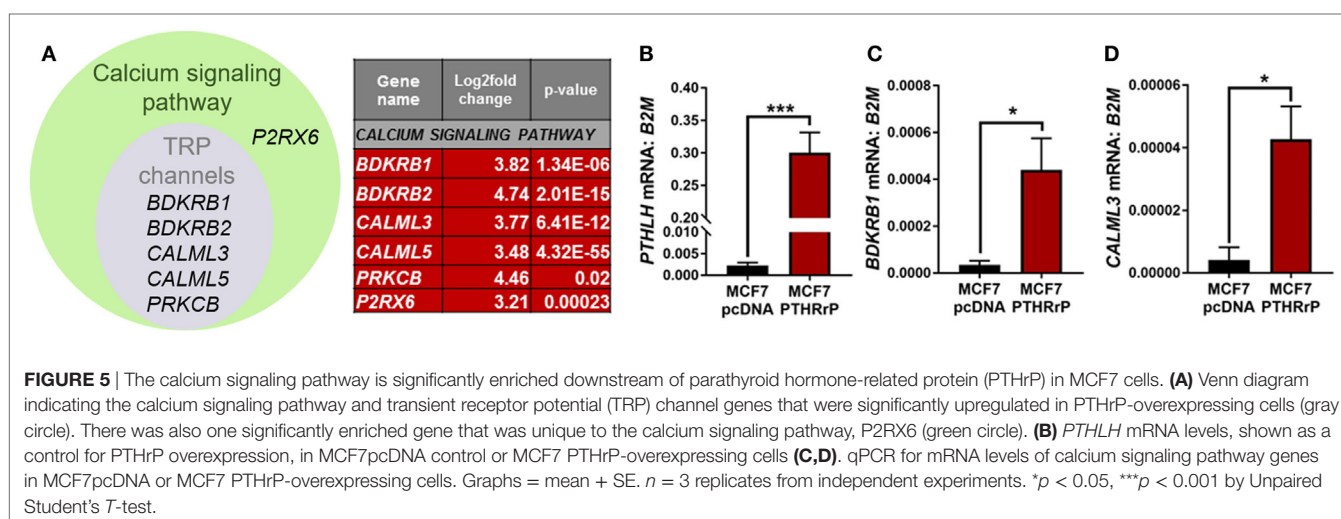 A
Calcium signaling
pathway
P2RX6
TRP
channels
BDKRB1
BDKRB2
CALML3
CALML5
PRKCB
Gene name Log2fold change p-value
CALCIUM SIGNALING PATHWAY
BDKRB1 3.82 1.34E-06
BDKRB2 4.74 2.01E-15
CALML3 3.77 6.41E-12
CALML5 3.48 4.32E-55
PRKCB 4.46 0.02
P2RX6 3.21 0.00023
B
PTHLH mRNA: B2M
0.40
0.35
0.30
0.25
0.20
0.010
0.005
0.000
***
MCF7 MCF7
pcDNA PTHRrP
C
BDKRB1 mRNA: B2M
0.0008
0.0006
0.0004
0.0002
0.0000
*
MCF7 MCF7
pcDNA PTHRrP
D
CALML3 mRNA: B2M
0.00006
0.00004
0.00002
0.00000
*
MCF7 MCF7
pcDNA PTHRrP
FIGURE 5 | The calcium signaling pathway is significantly enriched downstream of parathyroid hormone-related protein (PTHrP) in MCF7 cells. (A) Venn diagram
indicating the calcium signaling pathway and transient receptor potential (TRP) channel genes that were significantly upregulated in PTHrP-overexpressing cells (gray
circle). There was also one significantly enriched gene that was unique to the calcium signaling pathway, P2RX6 (green circle). (B) PTHLH mRNA levels, shown as a
control for PTHrP overexpression, in MCF7pcDNA control or MCF7 PTHrP-overexpressing cells (C,D). qPCR for mRNA levels of calcium signaling pathway genes
in MCF7pcDNA or MCF7 PTHrP-overexpressing cells. Graphs = mean + SE. n = 3 replicates from independent experiments. *p < 0.05, ***p < 0.001 by Unpaired
Student's T-test.